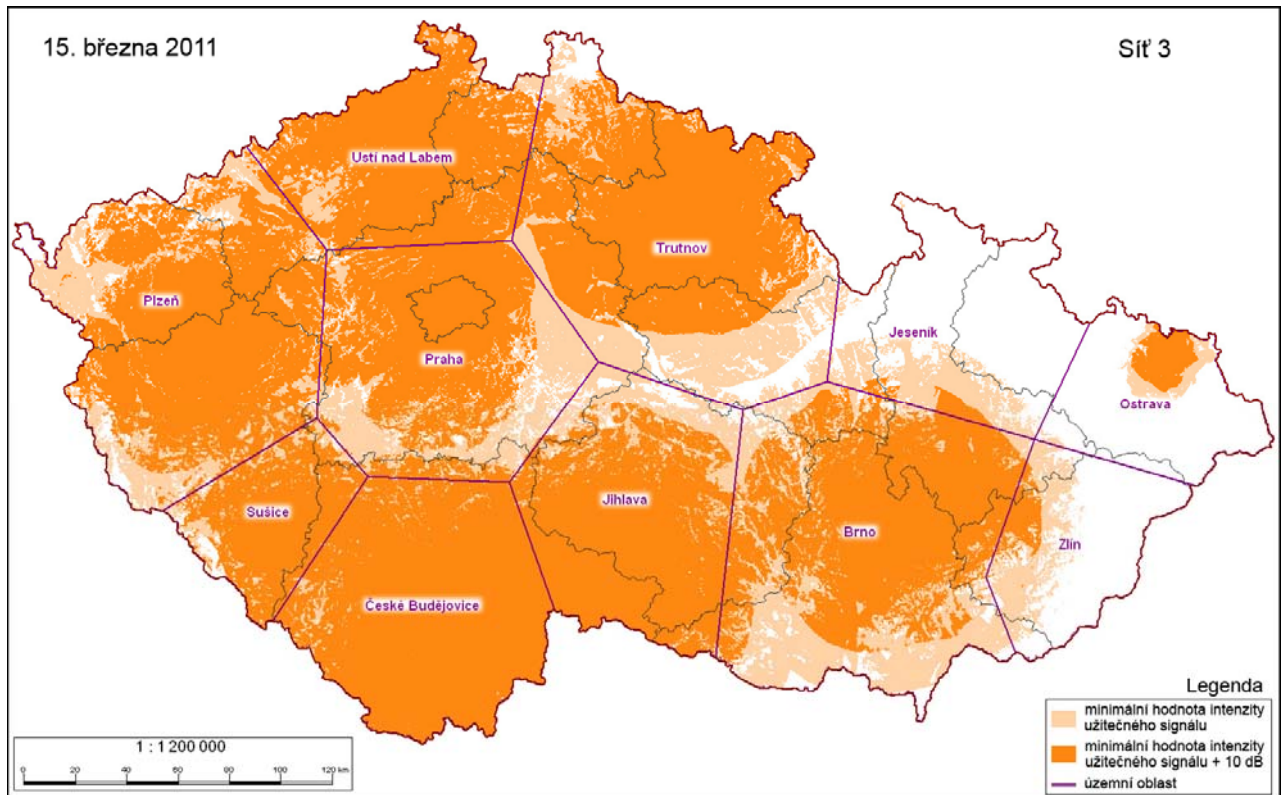 15. března 2011
Síť 3
Ustí nad Labem
Trutnov
Plzeň
Praha
Jeseník
Ostrava
Sušice
Jihlava
Brno
Zlín
České Budějovice
Legenda
minimální hodnota intenzity
užitečného signálu
minimální hodnota intenzity
užitečného signálu + 10 dB
územní oblast
1 : 1 200 000
0 20 40 60 80 100 120 km